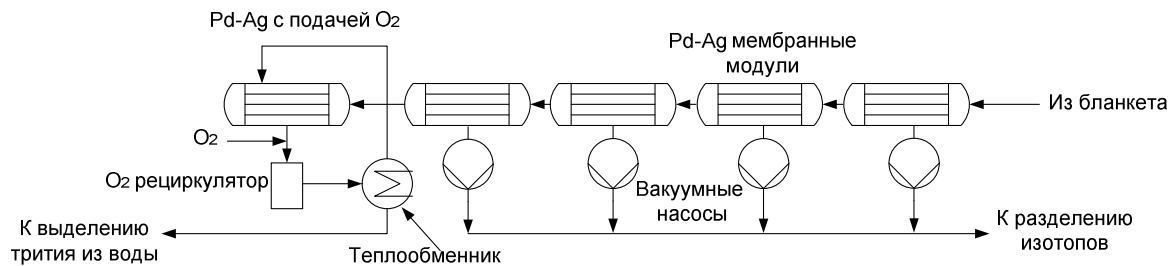 Pd-Ag с подачей O2
Pd-Ag мембранные
модули
Из бланкета
O2
O2 рециркулятор
Вакуумные
насосы
К выделению
трития из воды
Теплообменник
К разделению
изотопов